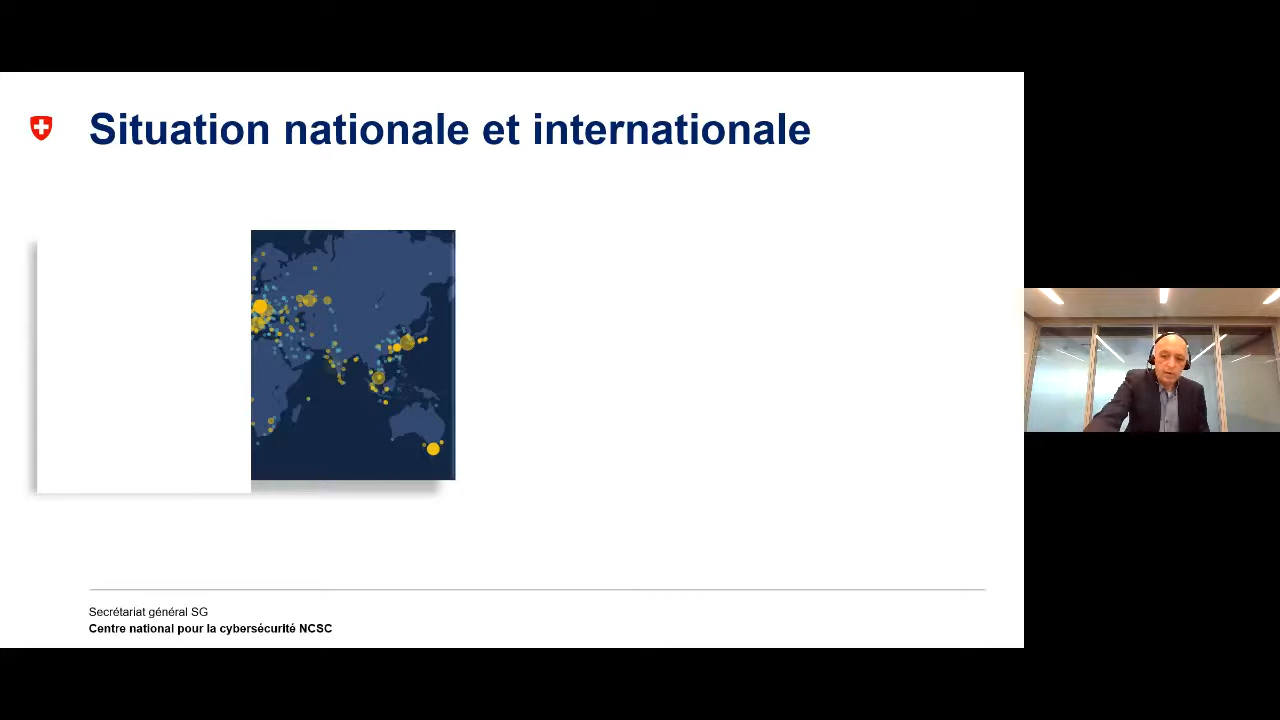 Situation nationale et internationale
Secrétariat général SG
Centre national pour la cybersécurité NCSC